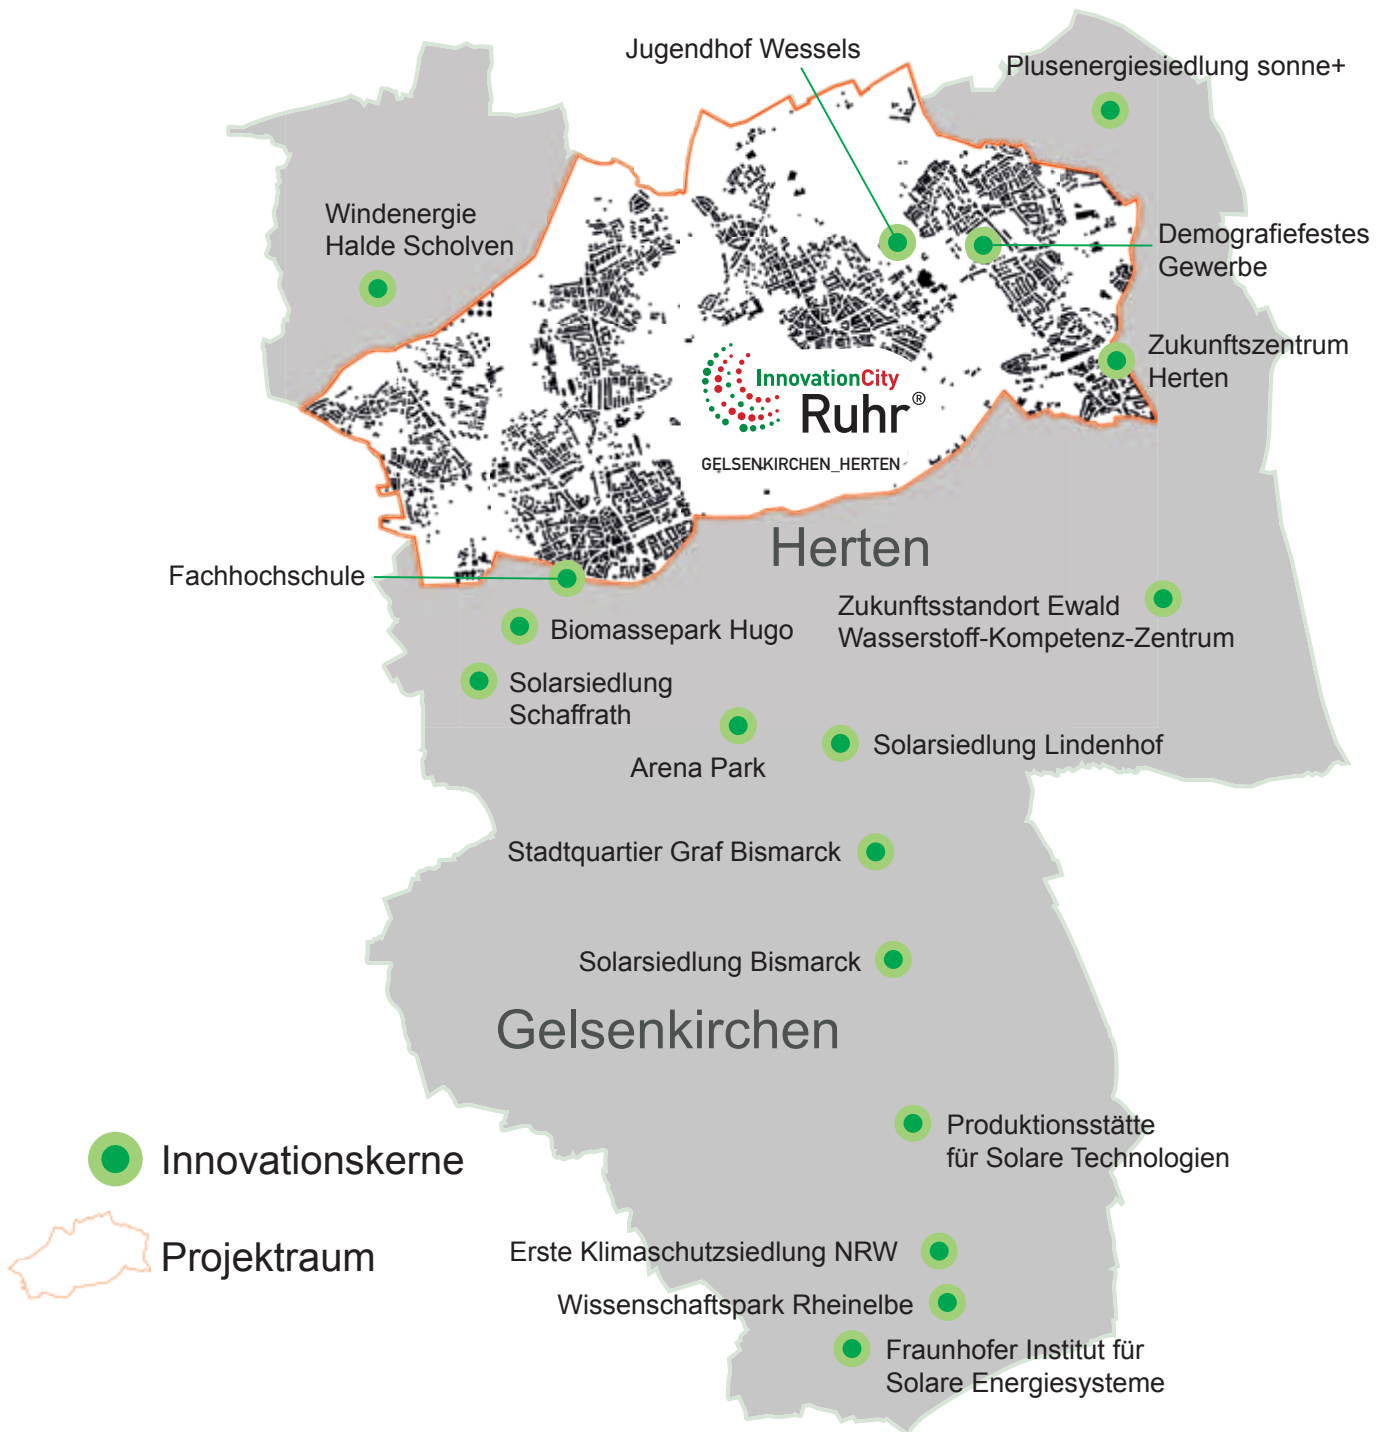 Jugendhof Wessels
Plusenergiesiedlung sonne+
Windenergie
Halde Scholven
Demografiefestes
Gewerbe
Zukunftszentrum
Herten
InnovationCity
Ruhr®
GELSENKIRCHEN_HERTEN
Herten
Fachhochschule
Zukunftsstandort Ewald
Wasserstoff-Kompetenz-Zentrum
Biomassepark Hugo
Solarsiedlung
Schaffrath
Arena Park
Solarsiedlung Lindenhof
Stadtquartier Graf Bismarck
Solarsiedlung Bismarck
Gelsenkirchen
Produktionsstätte
für Solare Technologien
Innovationskerne
Projektraum
Erste Klimaschutzsiedlung NRW
Wissenschaftspark Rheinelbe
Fraunhofer Institut für
Solare Energiesysteme